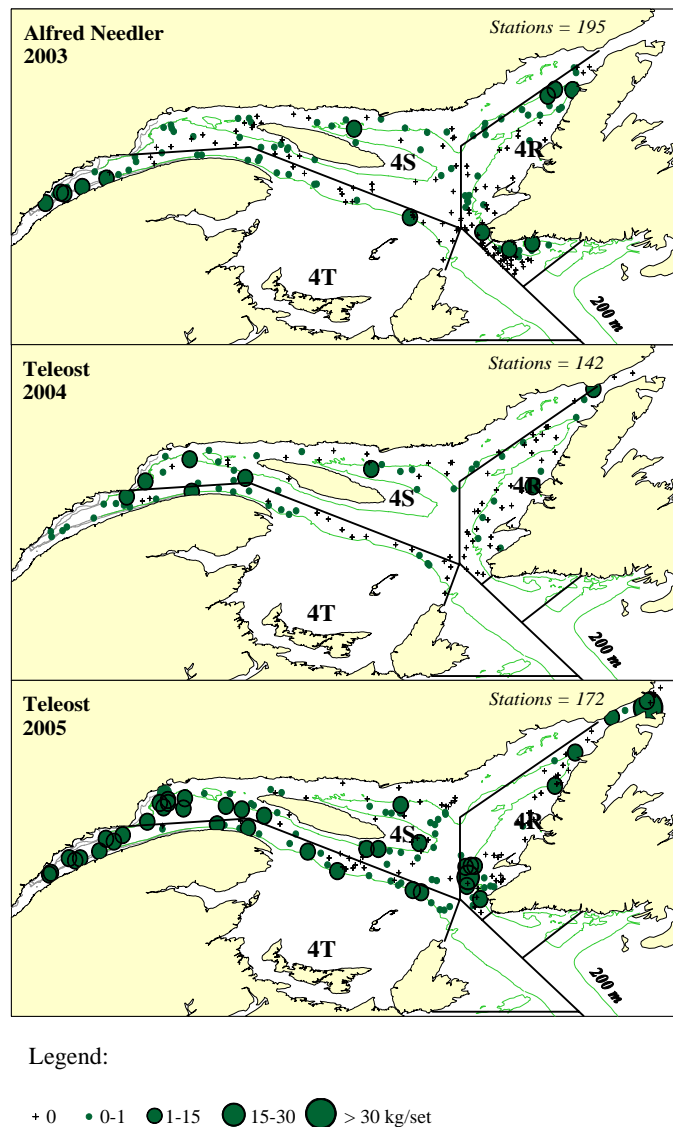 Alfred Needler
2003
Stations = 195
4R
4S
4T
200 m
Teleost
2004
Stations = 142
4R
4S
4T
200 m
Teleost
2005
Stations = 172
4R
4S
4T
200 m
Legend:
+ 0 0-1 1-15 15-30 > 30 kg/set